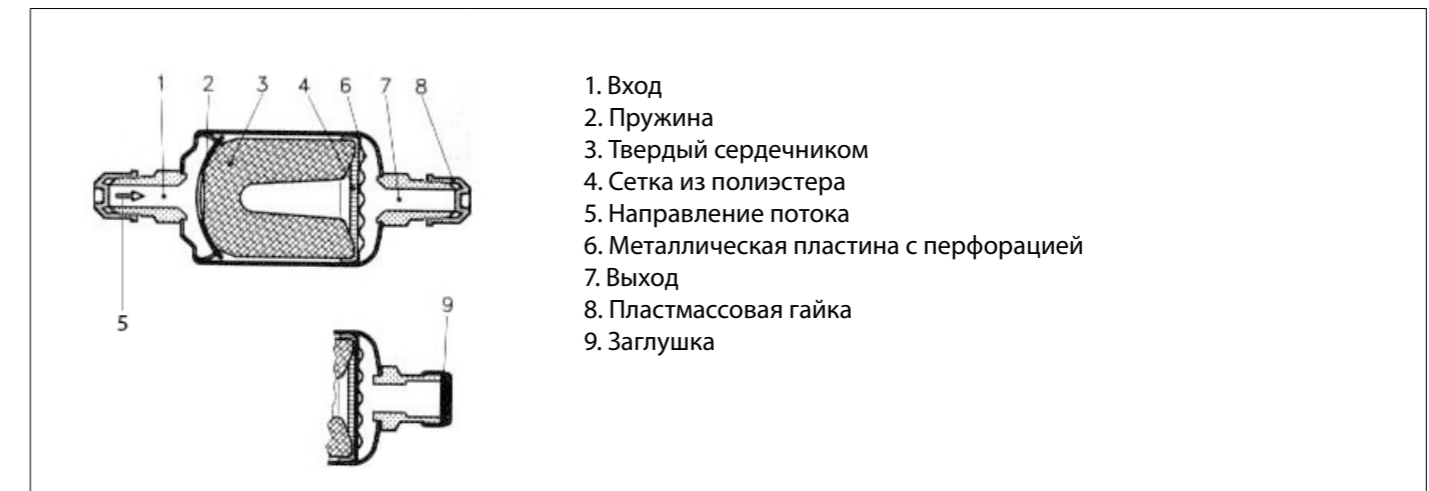 1 2 3 4 6 7 8
1. Вход
2. Пружина
3. Твердый сердечником
4. Сетка из полиэстера
5. Направление потока
6. Металлическая пластина с перфорацией
7. Выход
8. Пластмассовая гайка
9. Заглушка
5
9